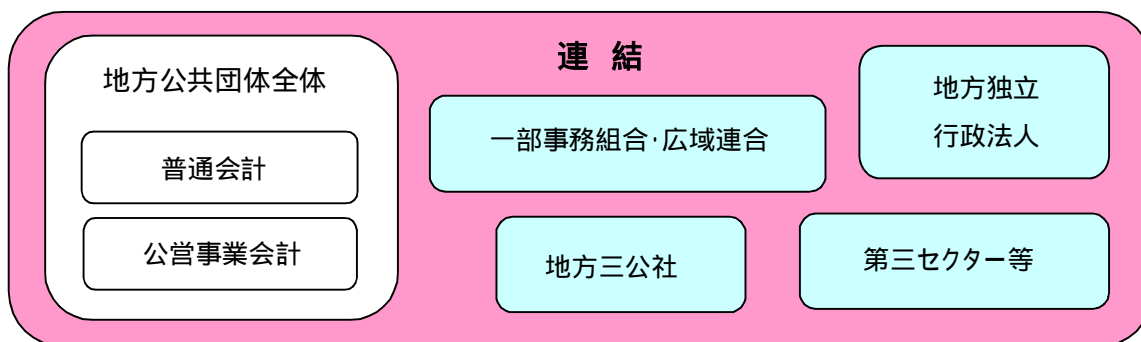 連 結
地方公共団体全体
普通会計
公営事業会計
一部事務組合・広域連合
地方独立
行政法人
地方三公社
第三セクター等